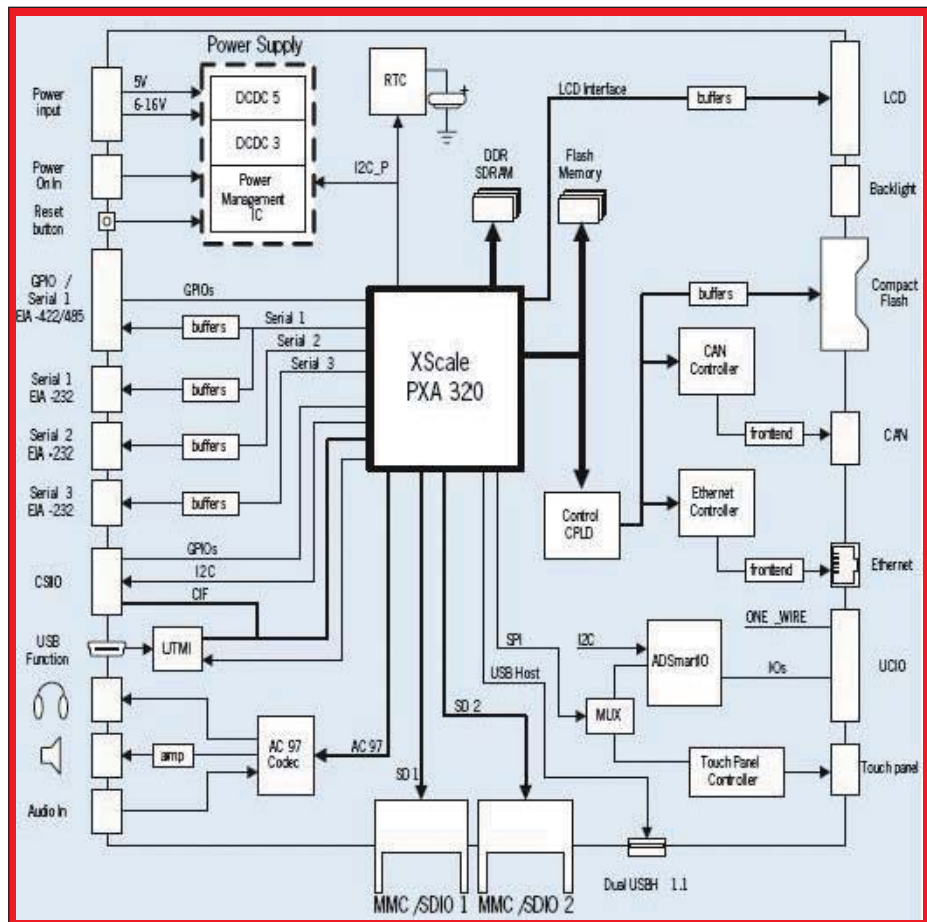 Power Supply
Power
input
5V
6-16V
DCDC 5
DCDC 3
Power
Management
IC
RTC
+
I2C_P
LCD Interface
buffers
LCD
Power
On In
Reset
button
DDR
SDRAM
Flash
Memory
Backlight
GPIO /
Serial 1
EIA -422/485
GPIOs
buffers
Serial 1
Serial 2
Serial 3
Serial 1
EIA -232
buffers
Serial 2
EIA -232
buffers
Serial 3
EIA -232
buffers
XScale
PXA 320
buffers
Compact
Flash
CAN
Controller
frontend
CAN
Control
CPLD
Ethernet
Controller
frontend
Ethernet
CSIIO
GPIOs
I2C
CIF
USB
Function
UTMI
SPI
USB Host
I2C
ADSmartIO
ONE _WIRE
IOs
UCIO
MUX
Touch Panel
Controller
Touch panel
amp
AC 97
Codec
AC 97
SD 1
SD 2
Audio In
MMC /SDIO 1
MMC /SDIO 2
Dual USBH 1.1